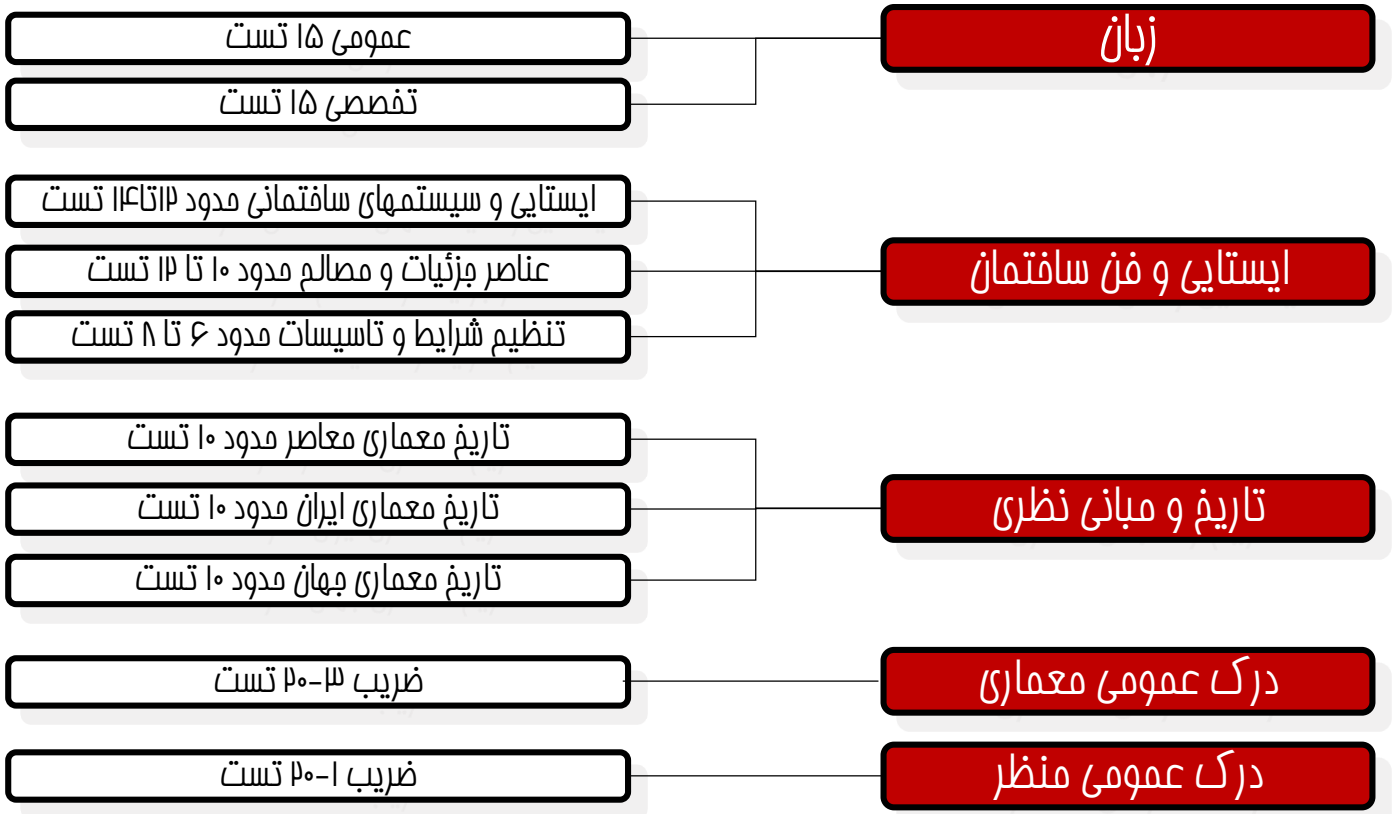 زبان
عمومی ۱۵ تست
تخصصی ۱۵ تست
ایستایی و فن ساختمان
ایستایی و سیستمهای ساختمانی حدود ۱۲تا۱۴ تست
عناصر جزئیات و مصالح حدود ۱۰ تا ۱۲ تست
تنظیم شرایط و تاسیسات حدود ۶ تا ۸ تست
تاریخ و مبانی نظری
تاریخ معماری معاصر حدود ۱۰ تست
تاریخ معماری ایران حدود ۱۰ تست
تاریخ معماری جهان حدود ۱۰ تست
درک عمومی معماری
ضریب ۳-۲۰ تست
درک عمومی منظر
ضریب ۱-۲۰ تست